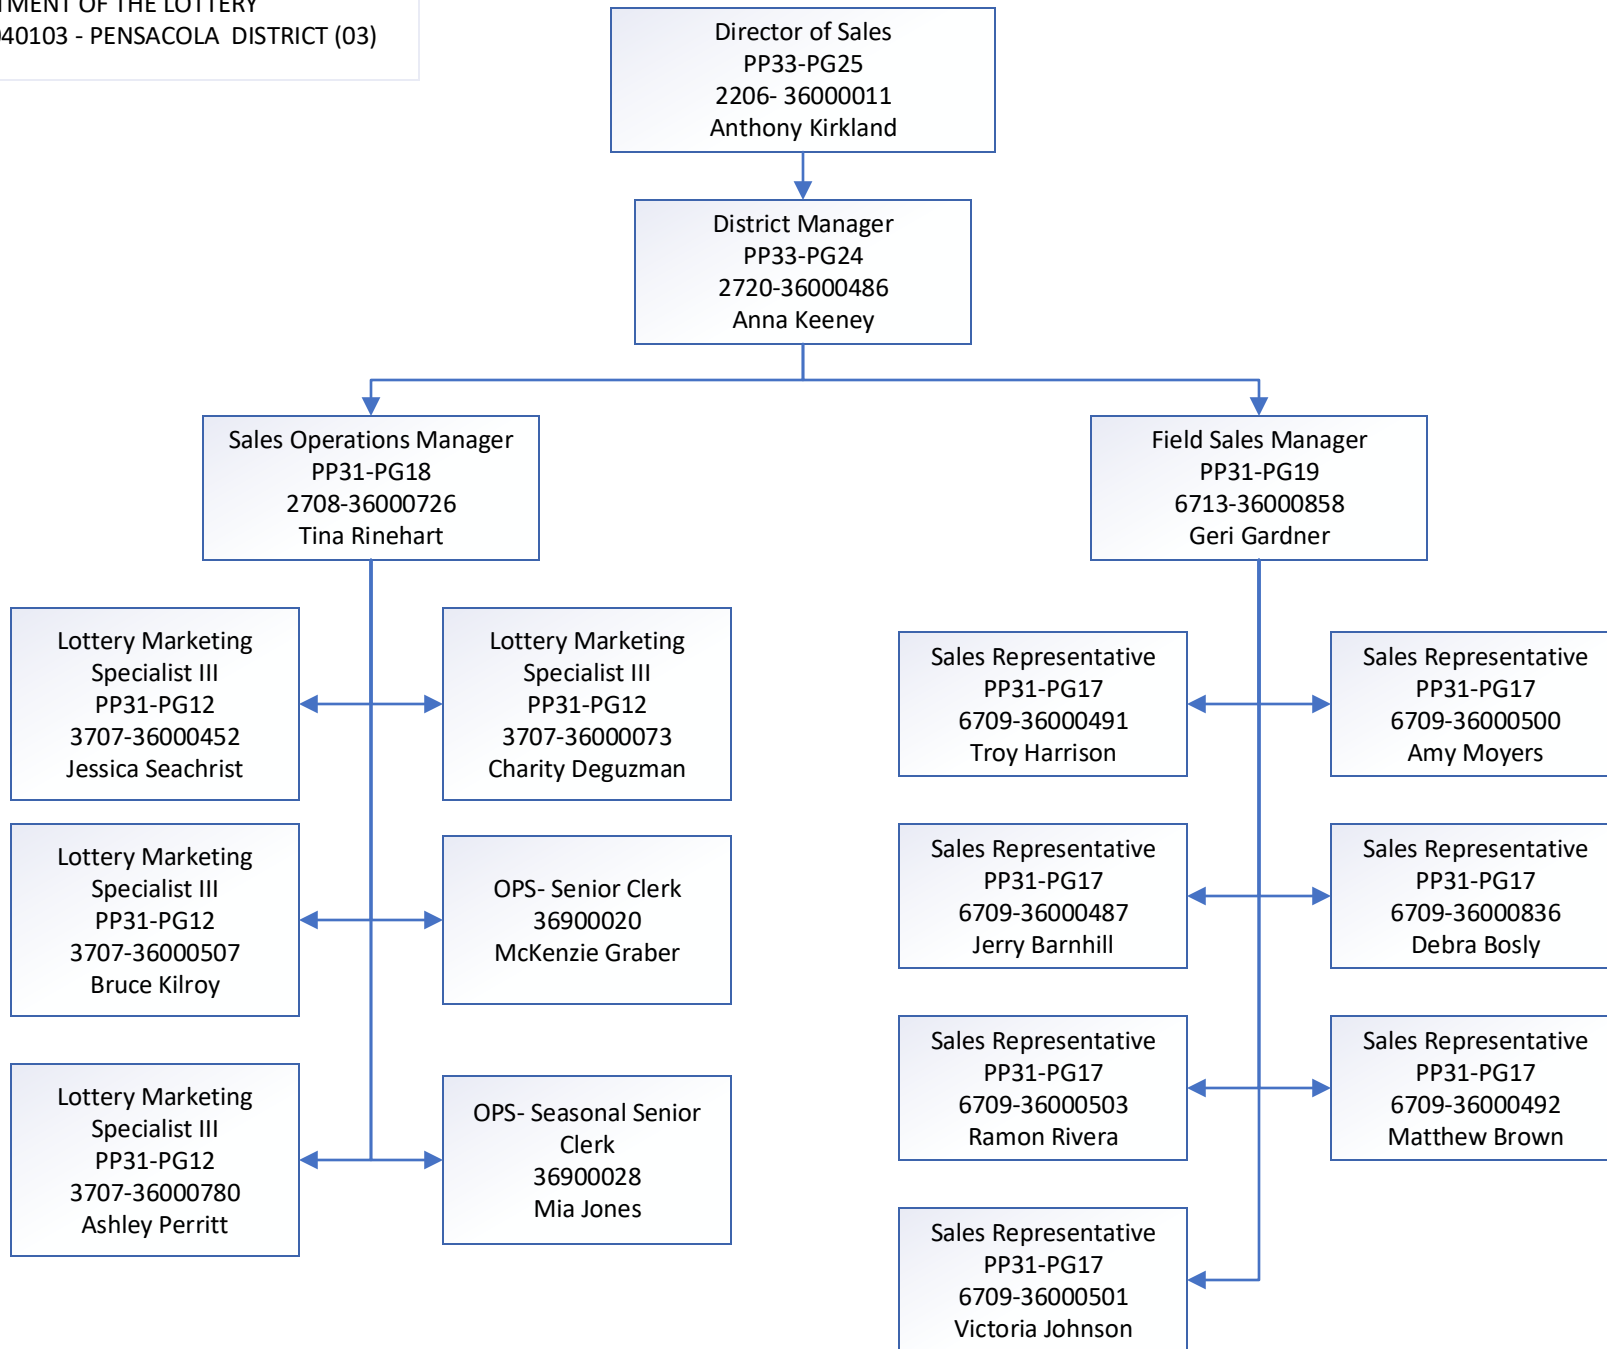 OF THE LOTTERY
- PENSACOLA DISTRICT (03)
Director of Sales
PP33-PG25
2206- 36000011
Anthony Kirkland
District Manager
PP33-PG24
2720-36000486
Anna Keeney
Sales Operations Manager
PP31-PG18
2708-36000726
Tina Rinehart
Field Sales Manager
PP31-PG19
6713-36000858
Geri Gardner
Lottery Marketing
Specialist III
PP31-PG12
3707-36000452
Jessica Seachrist
Lottery Marketing
Specialist III
PP31-PG12
3707-36000073
Charity Deguzman
Sales Representative
PP31-PG17
6709-36000491
Troy Harrison
Sales Representative
PP31-PG17
6709-36000500
Amy Moyers
Lottery Marketing
Specialist III
PP31-PG12
3707-36000507
Bruce Kilroy
OPS- Senior Clerk
36900020
McKenzie Graber
Sales Representative
PP31-PG17
6709-36000487
Jerry Barnhill
Sales Representative
PP31-PG17
6709-36000836
Debra Bosly
Lottery Marketing
Specialist III
PP31-PG12
3707-36000780
Ashley Perritt
OPS- Seasonal Senior
Clerk
36900028
Mia Jones
Sales Representative
PP31-PG17
6709-36000503
Ramon Rivera
Sales Representative
PP31-PG17
6709-36000492
Matthew Brown
Sales Representative
PP31-PG17
6709-36000501
Victoria Johnson